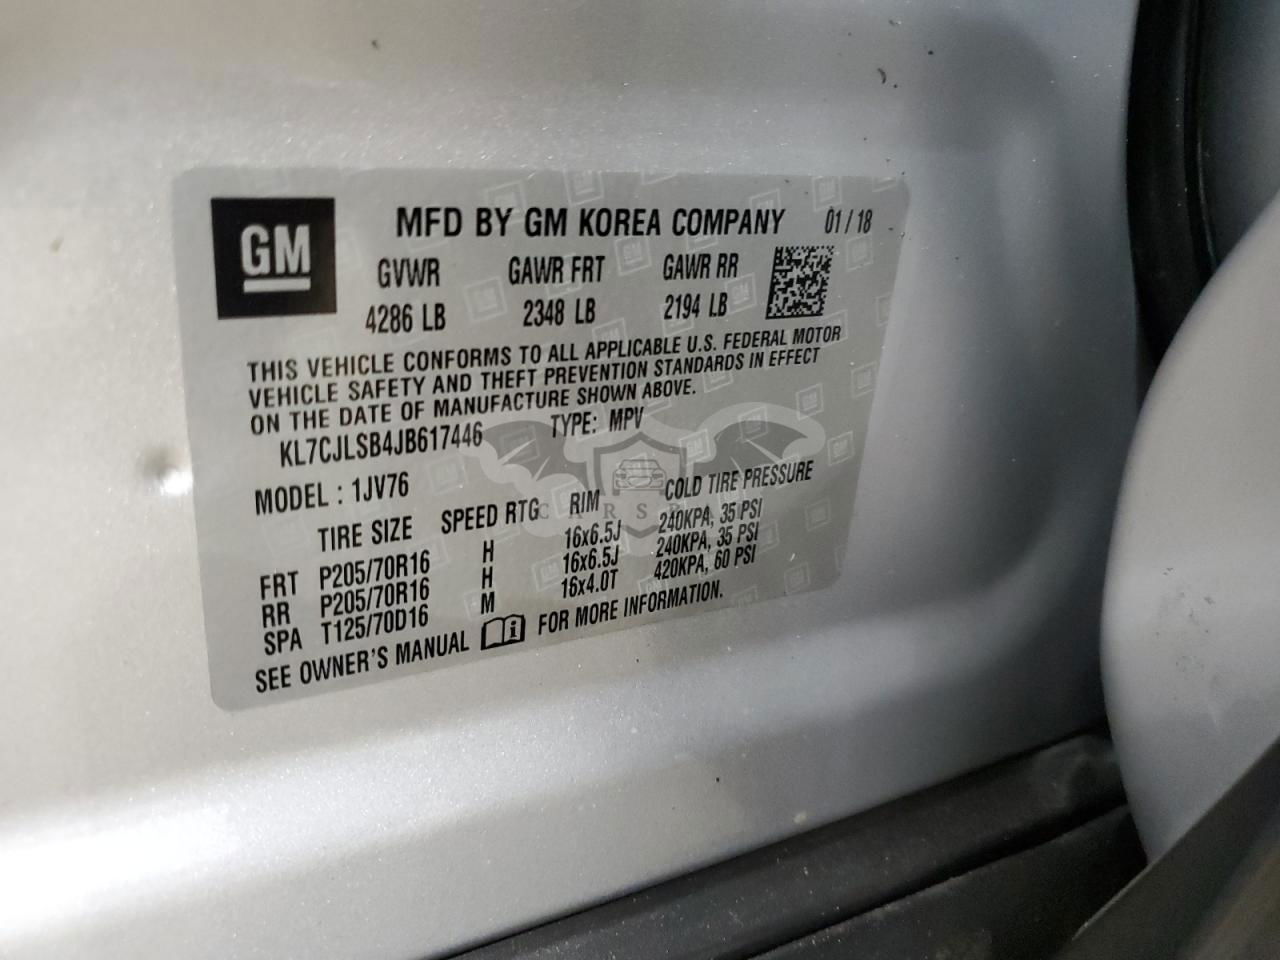 GM
MFD BY GM KOREA COMPANY 01 / 18
GVWR GAWR FRT GAWR RR
4286 LB 2348 LB 2194 LB
THIS VEHICLE CONFORMS TO ALL APPLICABLE U.S. FEDERAL MOTOR
VEHICLE SAFETY AND THEFT PREVENTION STANDARDS IN EFFECT
ON THE DATE OF MANUFACTURE SHOWN ABOVE.
KL7CJLSB4JB617446 TYPE: MPV
MODEL : 1JV76
TIRE SIZE SPEED RTG RIM COLD TIRE PRESSURE
FRT P205/70R16 H 16x6.5J 240KPA, 35 PSI
RR P205/70R16 H 16x6.5J 240KPA, 35 PSI
SPA T125/70D16 M 16x4.0T 420KPA, 60 PSI
SEE OWNER'S MANUAL FOR MORE INFORMATION.